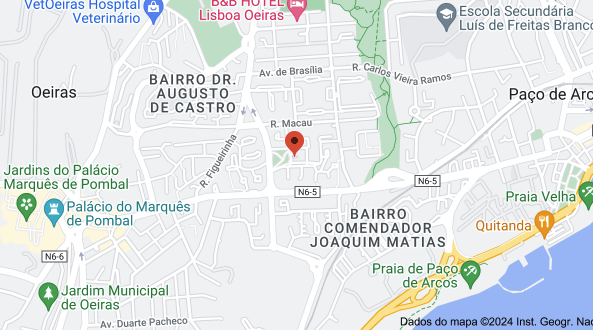 VetOeiras Hospital
Veterinário
B&B HOTEL
Lisboa Oeiras
Escola Secundária
Luís de Freitas Branco
Av. de Brasília
R. Carlos Vieira Ramos
BAIRRO DR.
AUGUSTO
DE CASTRO
Oeiras
Paço de Arc
R. Macau
R. Figueirinha
Jardins do Palácio
Marquês de Pombal
N6-5
N6-5
Praia Velha
Palácio do Marquês
de Pombal
BAIRRO
COMENDADOR
JOAQUIM MATIAS
Quitanda
N6-6
Praia de Paço
de Arcos
Jardim Municipal
de Oeiras
Av. Duarte Pacheco
Dados do mapa ©2024 Inst. Geogr. Nac